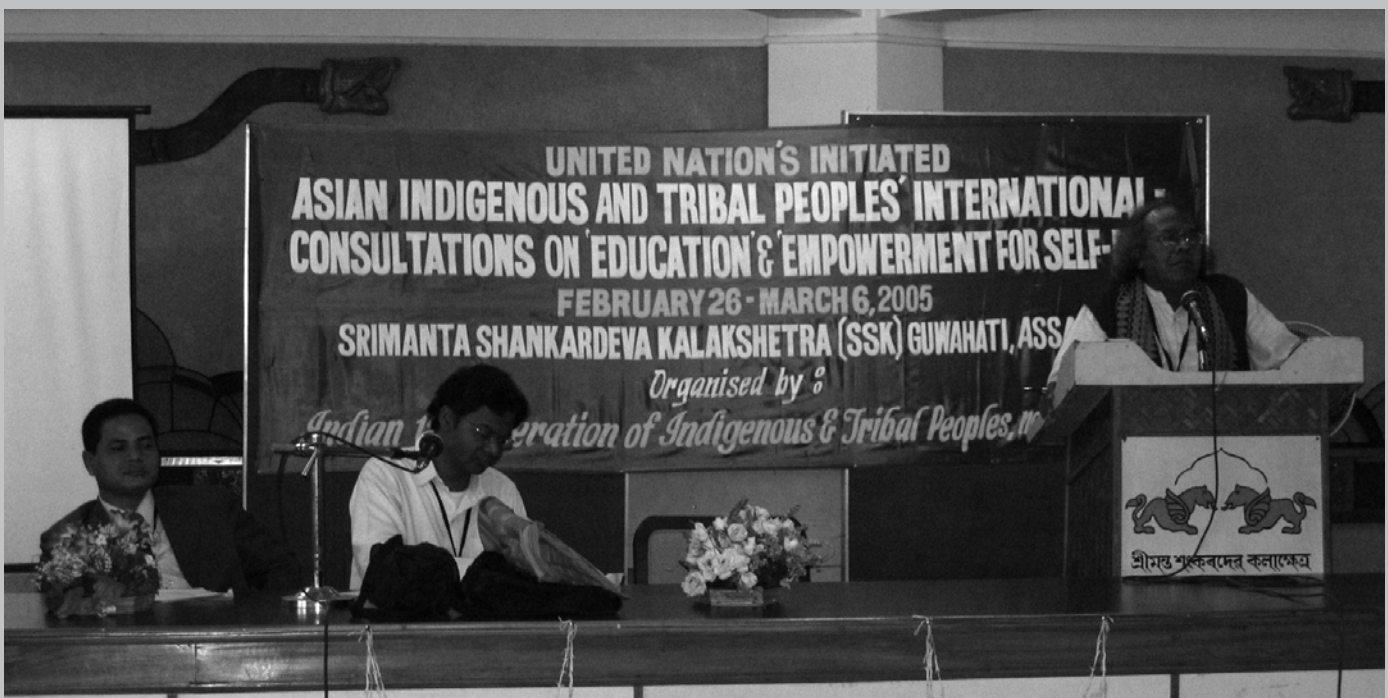 UNITED NATION'S INITIATED
ASIAN INDIGENOUS AND TRIBAL PEOPLES' INTERNATIONAL-
CONSULTATIONS ON 'EDUCATION' & 'EMPOWERMENT FOR SELF-
FEBRUARY 26 - MARCH 6, 2005
SRIMANTA SHANKARDEVA KALAKSHETRA (SSK) GUWAHATI,
Organised by :
Indian of Indigenous & Tribal Peoples,
শ্রীমন্ত শংকৰদেৱ কলাক্ষেত্ৰ